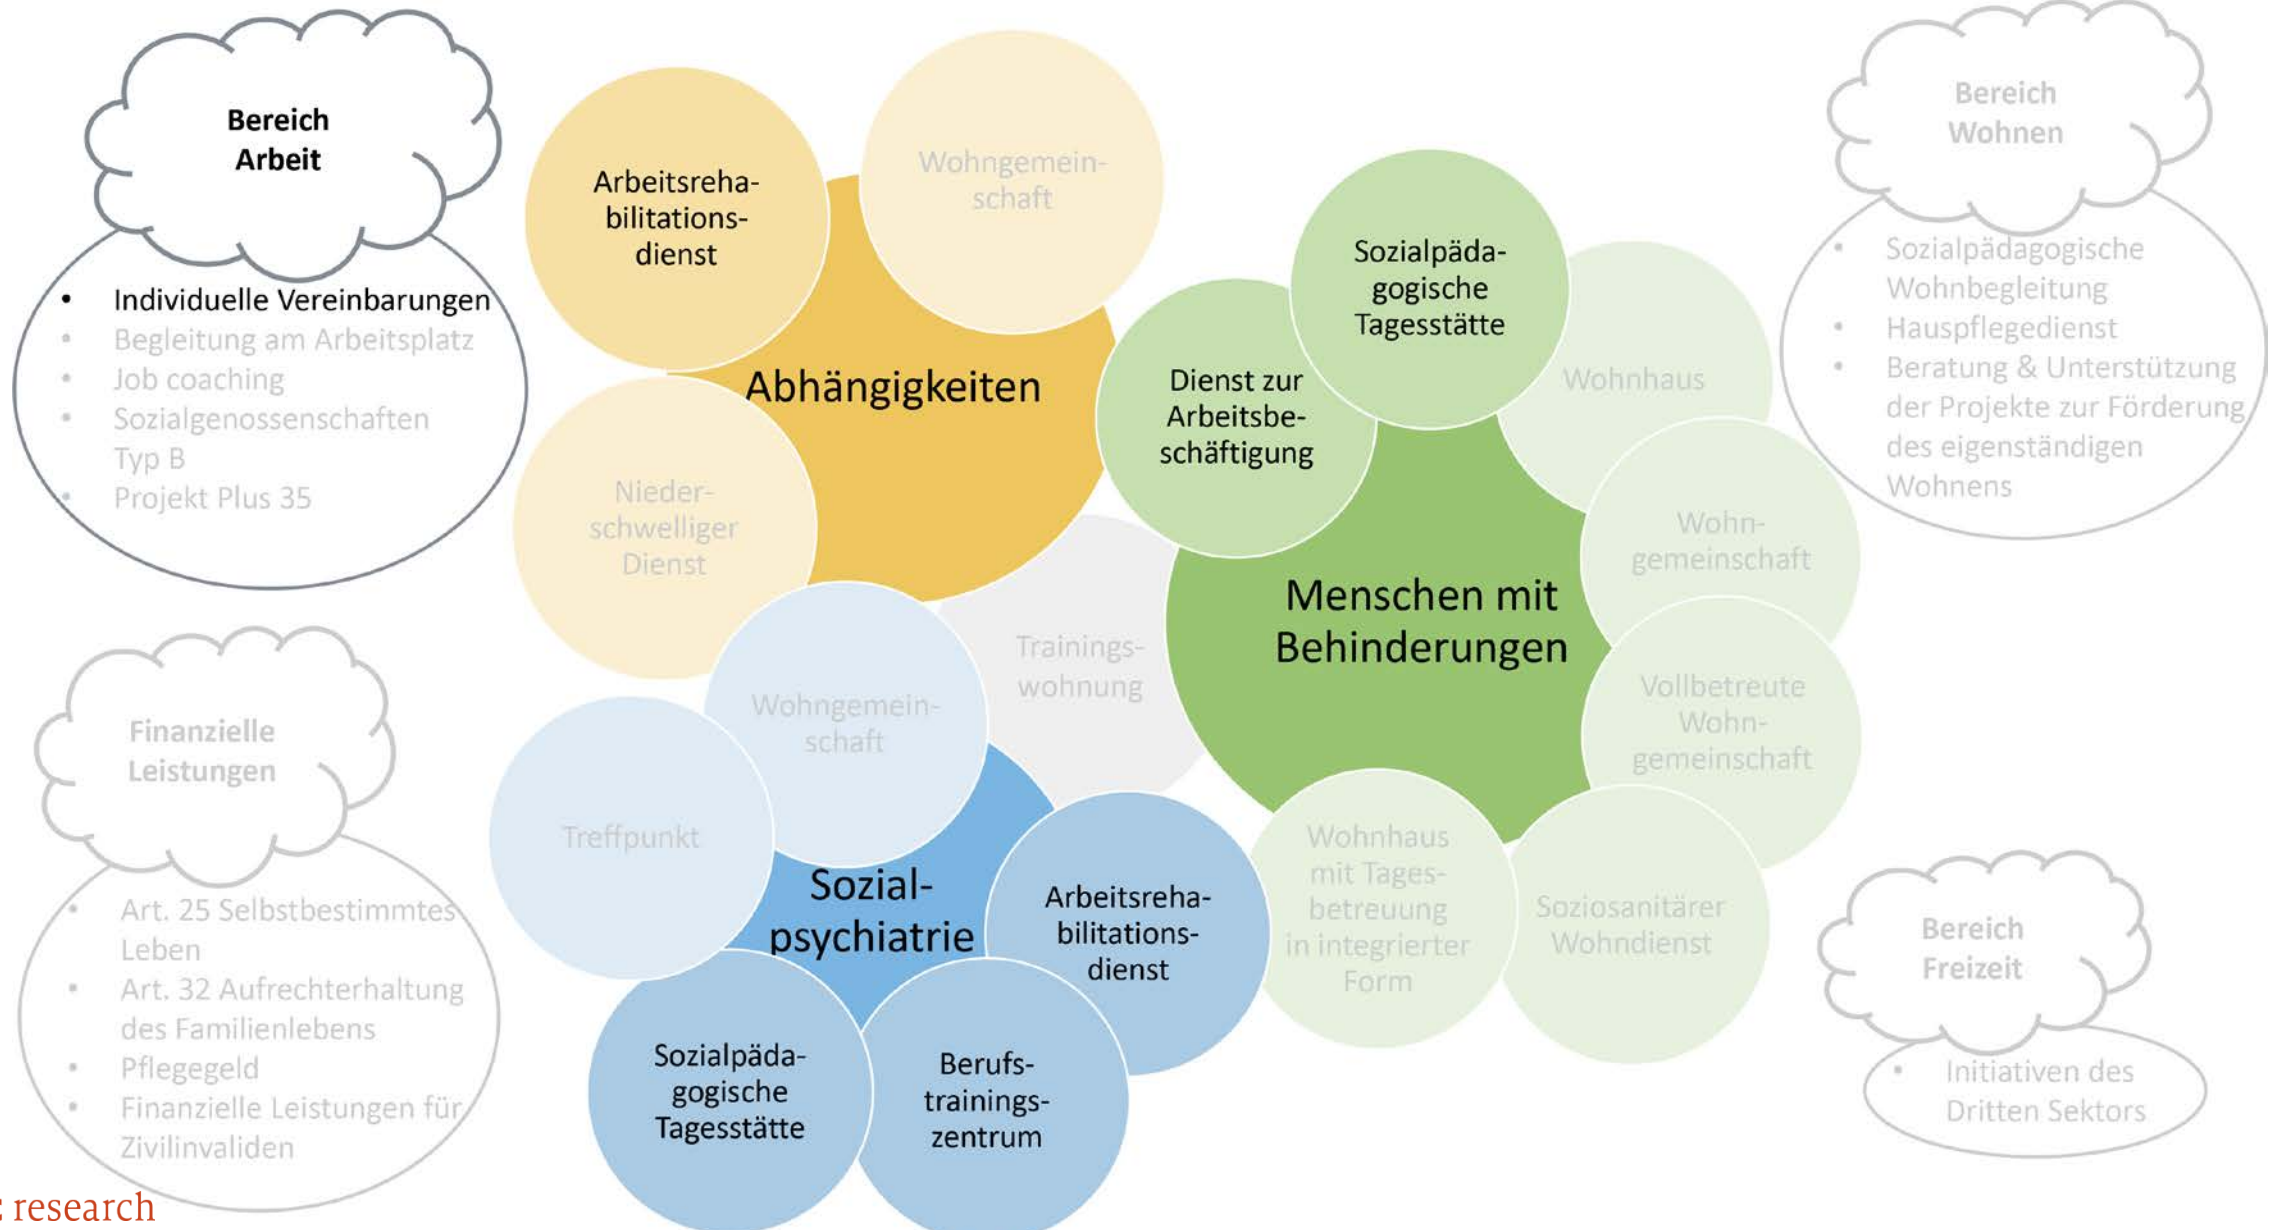 Bereich
Arbeit
• Individuelle Vereinbarungen
• Begleitung am Arbeitsplatz
• Job coaching
• Sozialgenossenschaften
Typ B
• Projekt Plus 35
Finanzielle
Leistungen
• Art. 25 Selbstbestimmtes
Leben
• Art. 32 Aufrechterhaltung
des Familienlebens
• Pflegegeld
• Finanzielle Leistungen für
Zivilinvaliden
Arbeitsreha-
bilitations-
dienst
Wohngemein-
schaft
Abhängigkeiten
Nieder-
schwelliger
Dienst
Trainings-
wohnung
Wohngemein-
schaft
Treffpunkt
Sozial-
psychiatrie
Arbeitsreha-
bilitations-
dienst
Sozialpäda-
gogische
Tagesstätte
Berufs-
trainings-
zentrum
Dienst zur
Arbeitsbe-
schäftigung
Sozialpäda-
gogische
Tagesstätte
Wohnhaus
Menschen mit
Behinderungen
Wohn-
gemeinschaft
Vollbetreute
Wohn-
gemeinschaft
Wohnhaus
mit Tages-
betreuung
in integrierter
Form
Soziosanitärer
Wohndienst
Bereich
Wohnen
• Sozialpädagogische
Wohnbegleitung
• Hauspflegedienst
• Beratung & Unterstützung
der Projekte zur Förderung
des eigenständigen
Wohnens
Bereich
Freizeit
• Initiativen des
Dritten Sektors
research